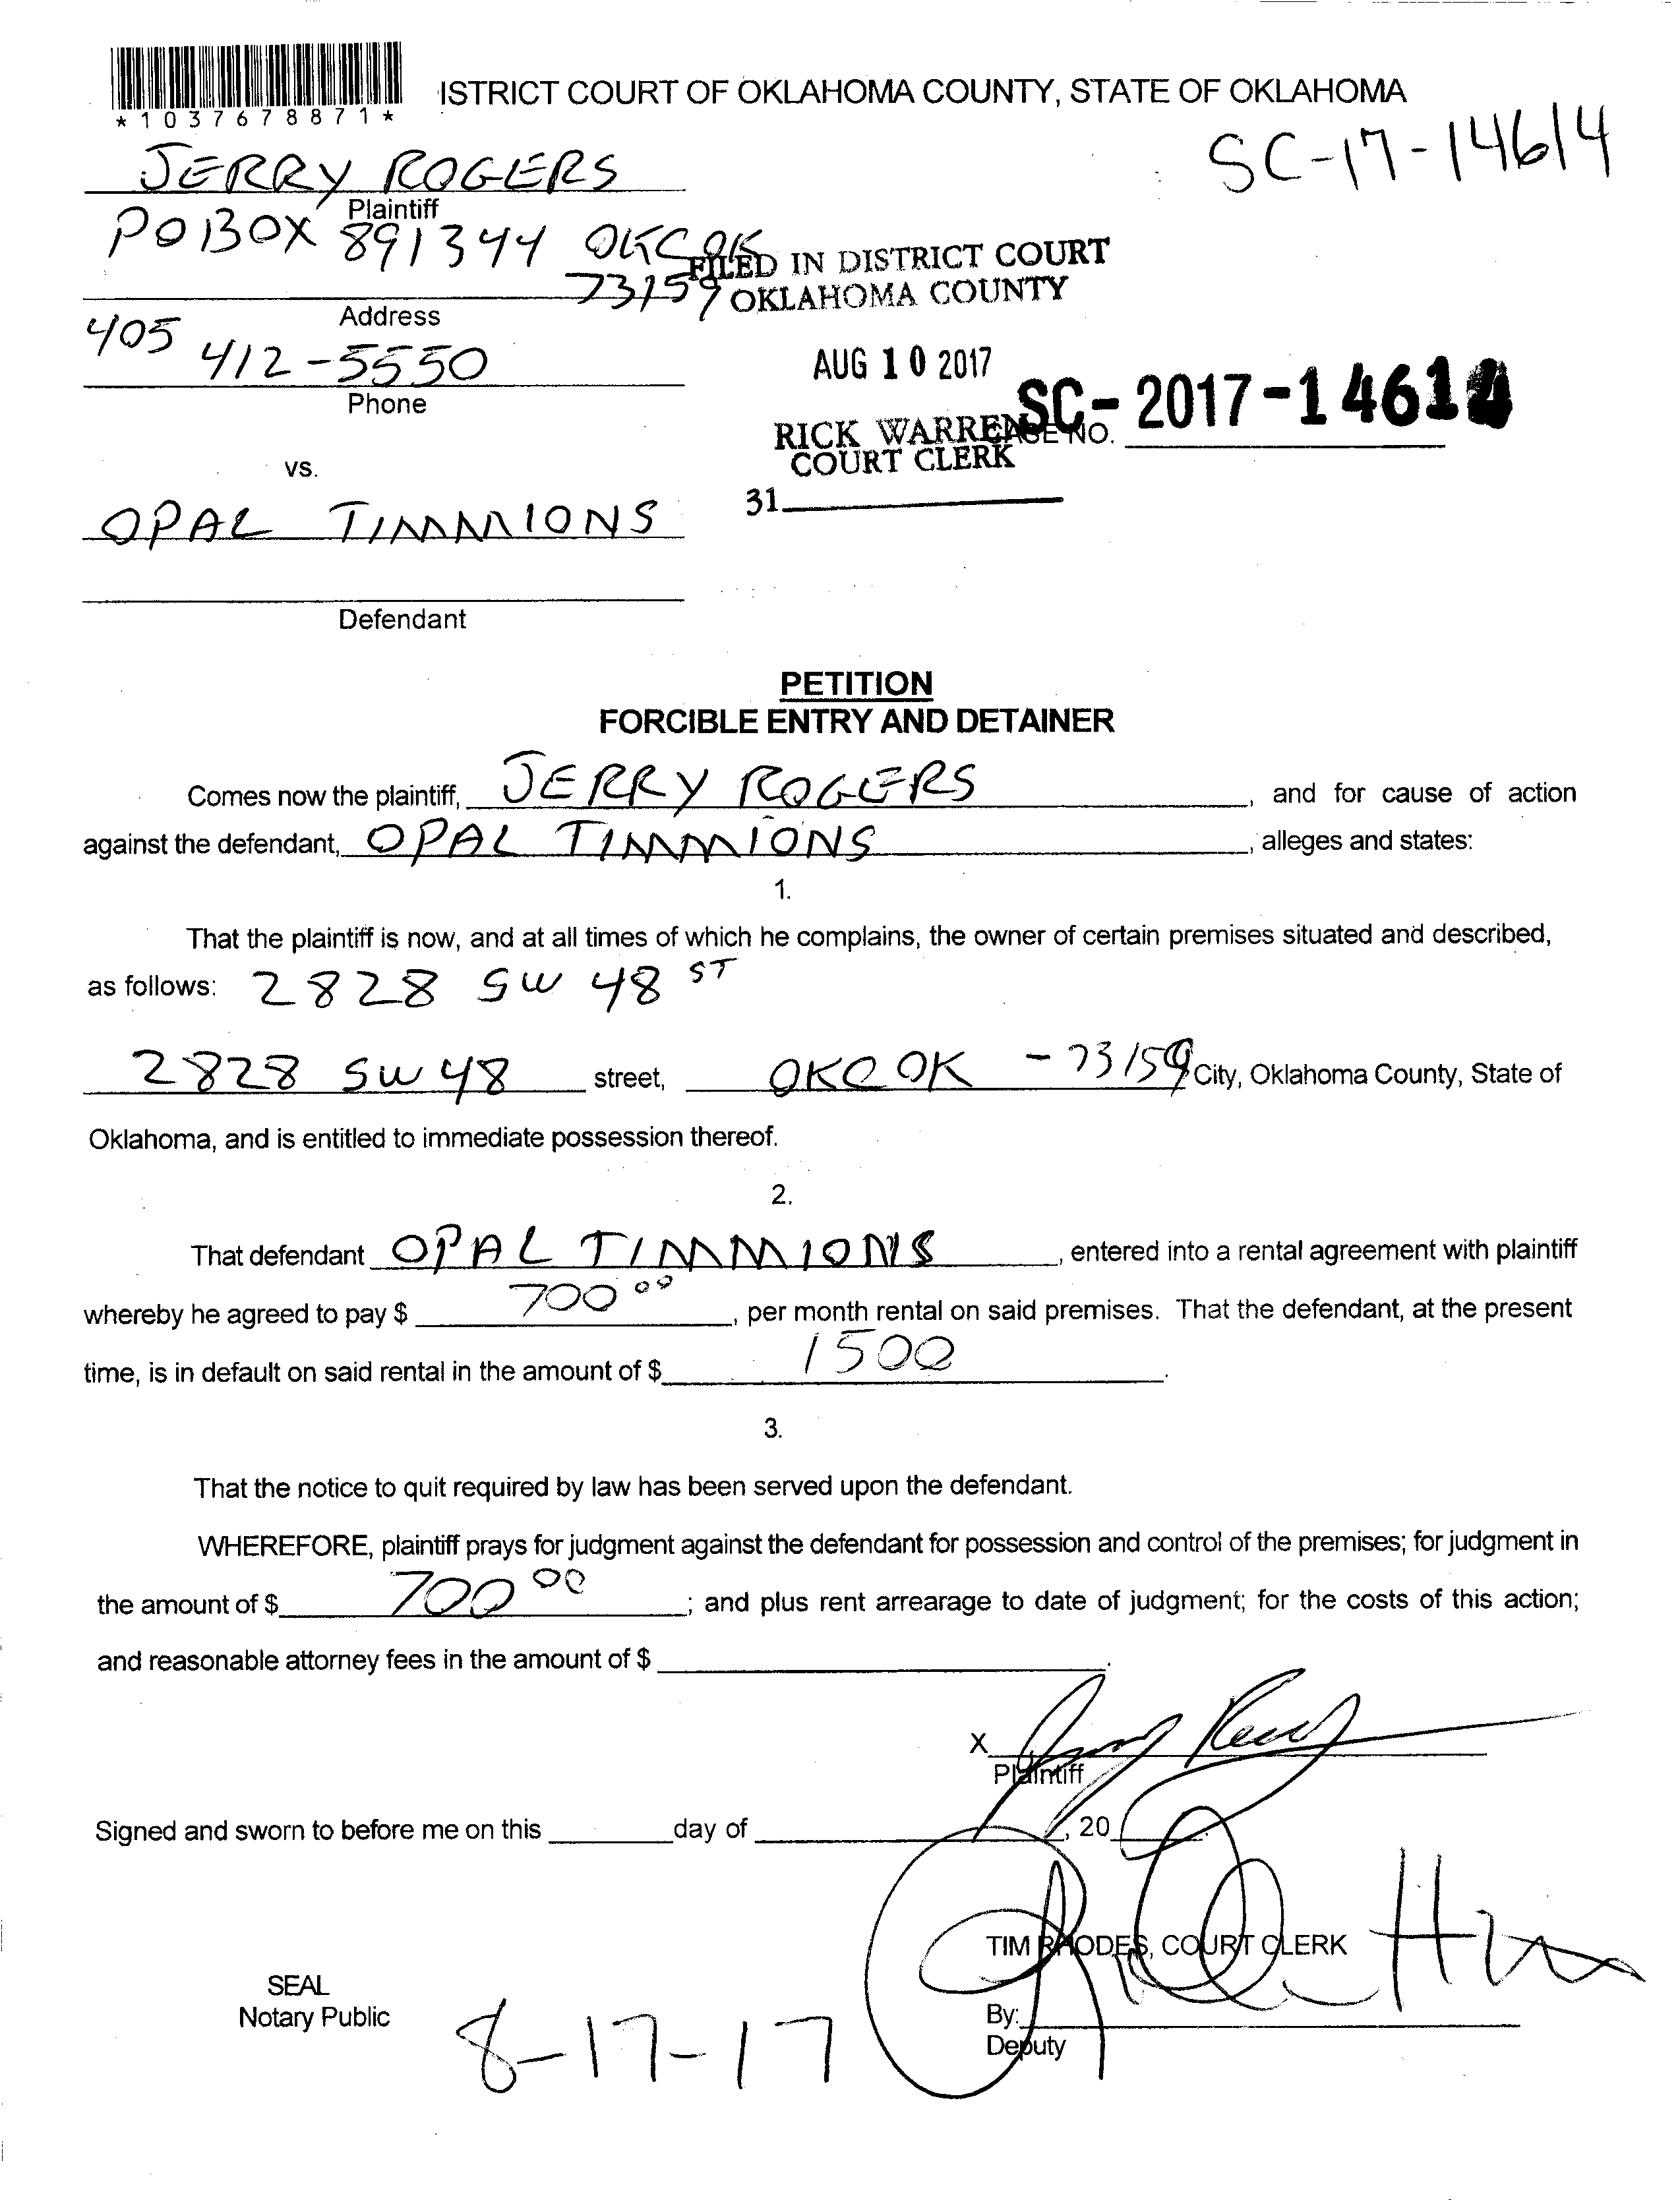 *1037678871*
ISTRICT COURT OF OKLAHOMA COUNTY, STATE OF OKLAHOMA
SC-17-14614
JERRY ROGERS
Plaintiff
PO BOX 891344 OKC OK
73159
Address
405 412-5550
Phone
FILED IN DISTRICT COURT
OKLAHOMA COUNTY
AUG 10 2017
RICK WARREN
COURT CLERK
31
CASE NO. SC-2017-14614
vs.
OPAL TIMMIONS
Defendant
PETITION
FORCIBLE ENTRY AND DETAINER
Comes now the plaintiff, JERRY ROGERS, and for cause of action
against the defendant, OPAL TIMMIONS, alleges and states:
1.
That the plaintiff is now, and at all times of which he complains, the owner of certain premises situated and described,
as follows: 2828 SW 48 ST
2828 SW 48 street, OKC OK - 73159 City, Oklahoma County, State of
Oklahoma, and is entitled to immediate possession thereof.
2.
That defendant OPAL TIMMIONS, entered into a rental agreement with plaintiff
whereby he agreed to pay $ 700 00, per month rental on said premises. That the defendant, at the present
time, is in default on said rental in the amount of $ 1500.
3.
That the notice to quit required by law has been served upon the defendant.
WHEREFORE, plaintiff prays for judgment against the defendant for possession and control of the premises; for judgment in
the amount of $ 700 00; and plus rent arrearage to date of judgment; for the costs of this action;
and reasonable attorney fees in the amount of $ .
X
Plaintiff
Signed and sworn to before me on this day of , 20 .
TIM RHODES, COURT CLERK
SEAL
Notary Public
8-17-17
By:
Deputy